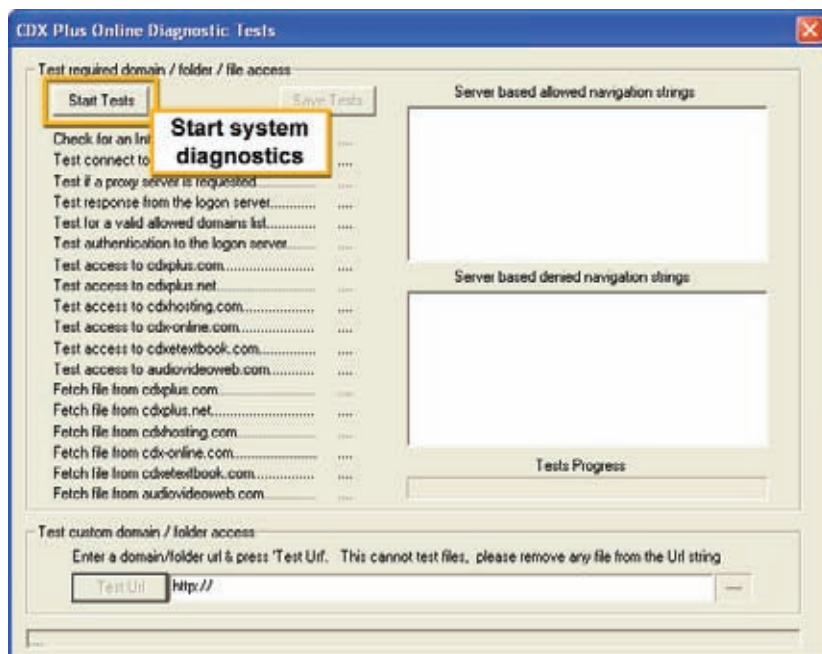 CDX Plus Online Diagnostic Tests
Test required domain / folder / file access
Start Tests
Save Tests
Start system
diagnostics
Check for an Int
Test connect to
Test if a proxy server is requested............... ....
Test response from the logon server............ ....
Test for a valid allowed domains list............. ....
Test authentication to the logon server........ ....
Test access to cdxplus.com........................ ....
Test access to cdxplus.net......................... ....
Test access to cdxhosting.com................... ....
Test access to cdx-online.com.................... ....
Test access to cdxetextbook.com.............. ....
Test access to audiovideoweb.com............ ....
Fetch file from cdxplus.com......................... ....
Fetch file from cdxplus.net.......................... ....
Fetch file from cdxhosting.com.................... ....
Fetch file from cdx-online.com..................... ....
Fetch file from cdxetextbook.com............... ....
Fetch file from audiovideoweb.com............. ....
Server based allowed navigation strings
Server based denied navigation strings
Tests Progress
Test custom domain / folder access
Enter a domain/folder url & press 'Test Url'. This cannot test files, please remove any file from the Url string
Test Url
http://
---
...